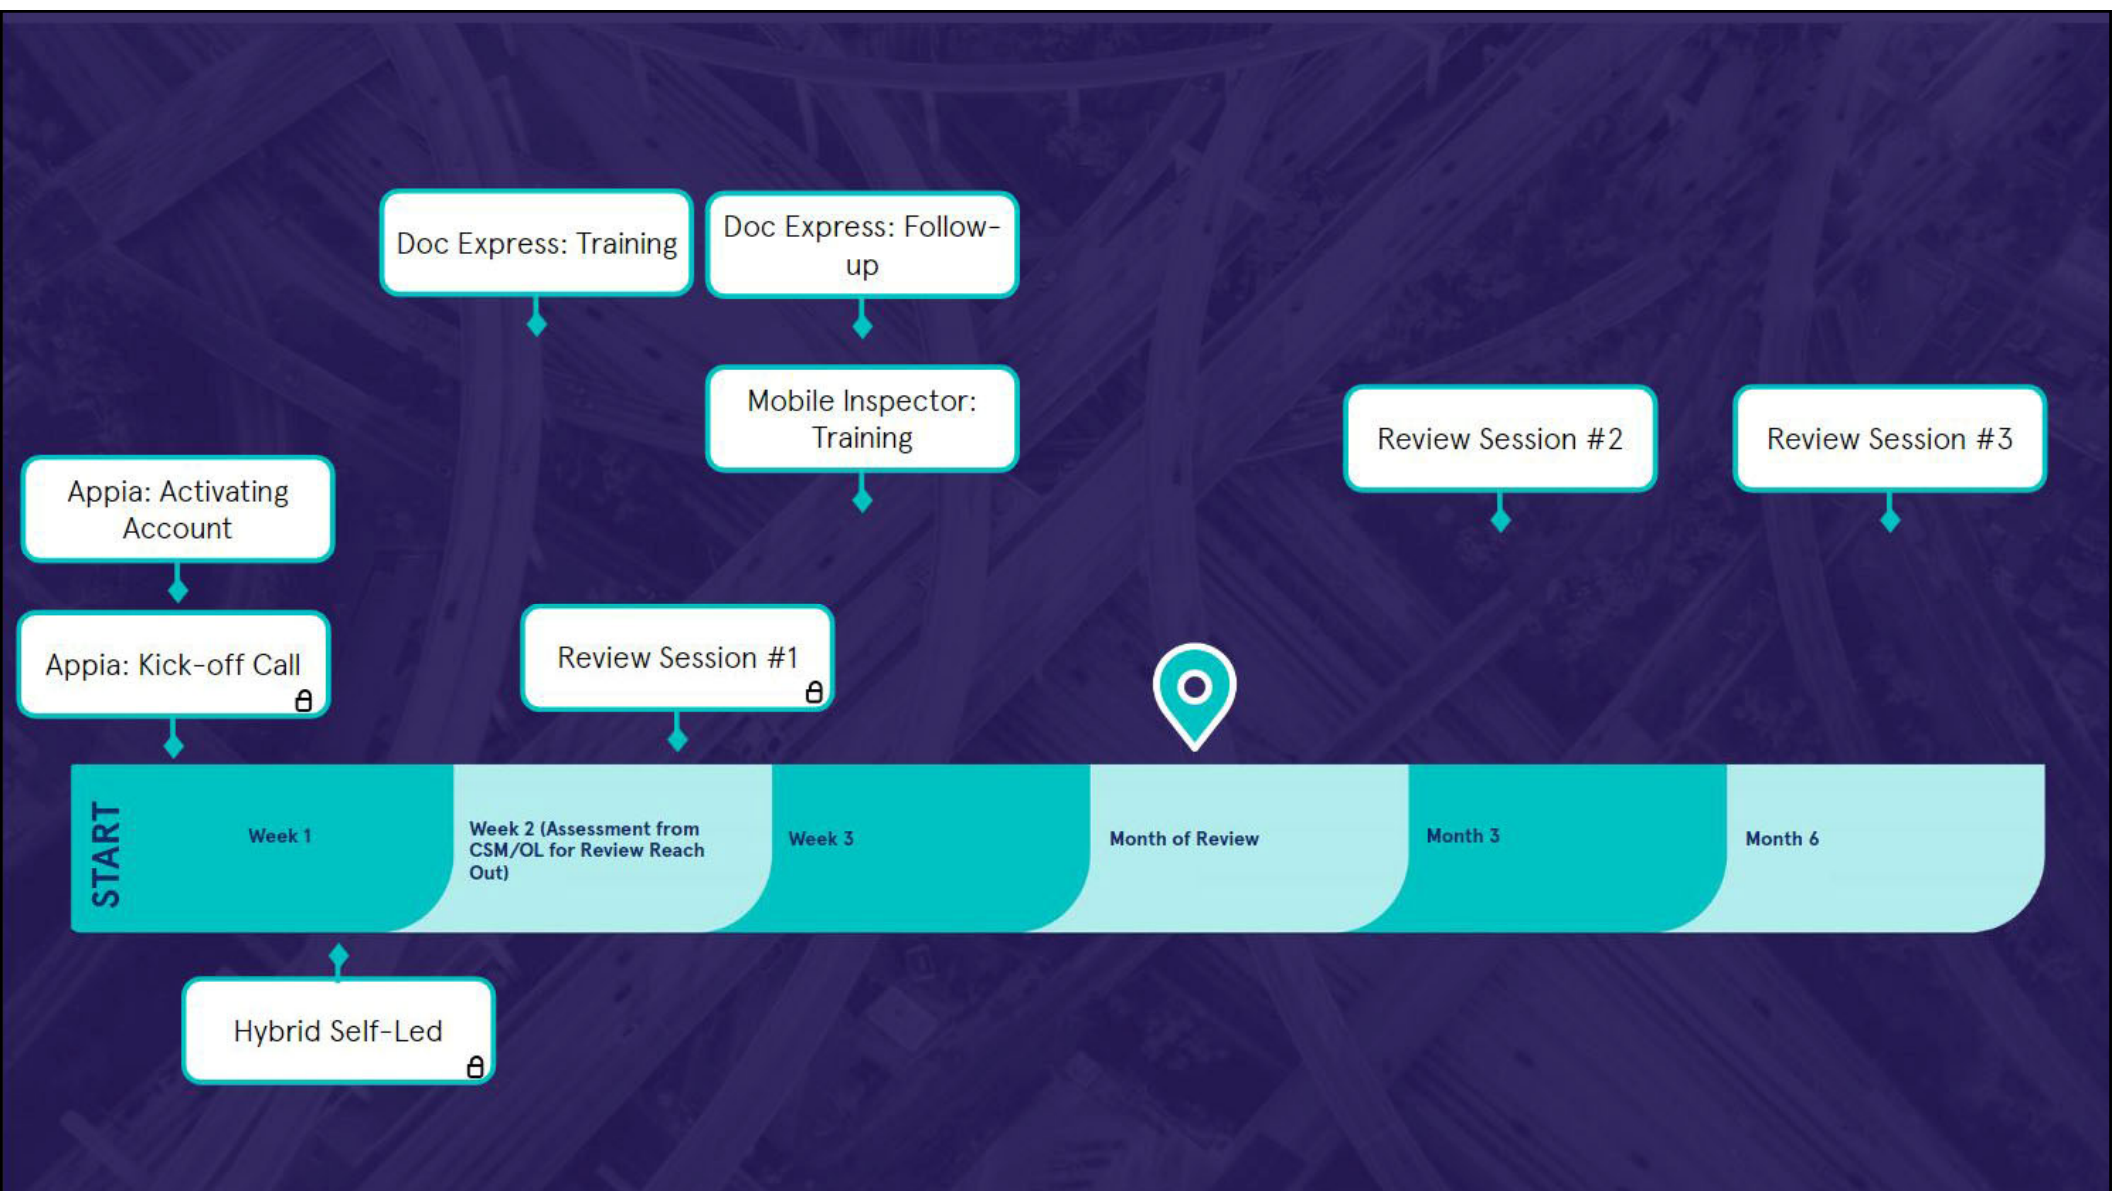 Doc Express: Training
Doc Express: Follow-
up
Mobile Inspector:
Training
Review Session #2
Review Session #3
Appia: Activating
Account
Appia: Kick-off Call
Review Session #1
START
Week 1
Week 2 (Assessment from
CSM/OL for Review Reach
Out)
Week 3
Month of Review
Month 3
Month 6
Hybrid Self-Led